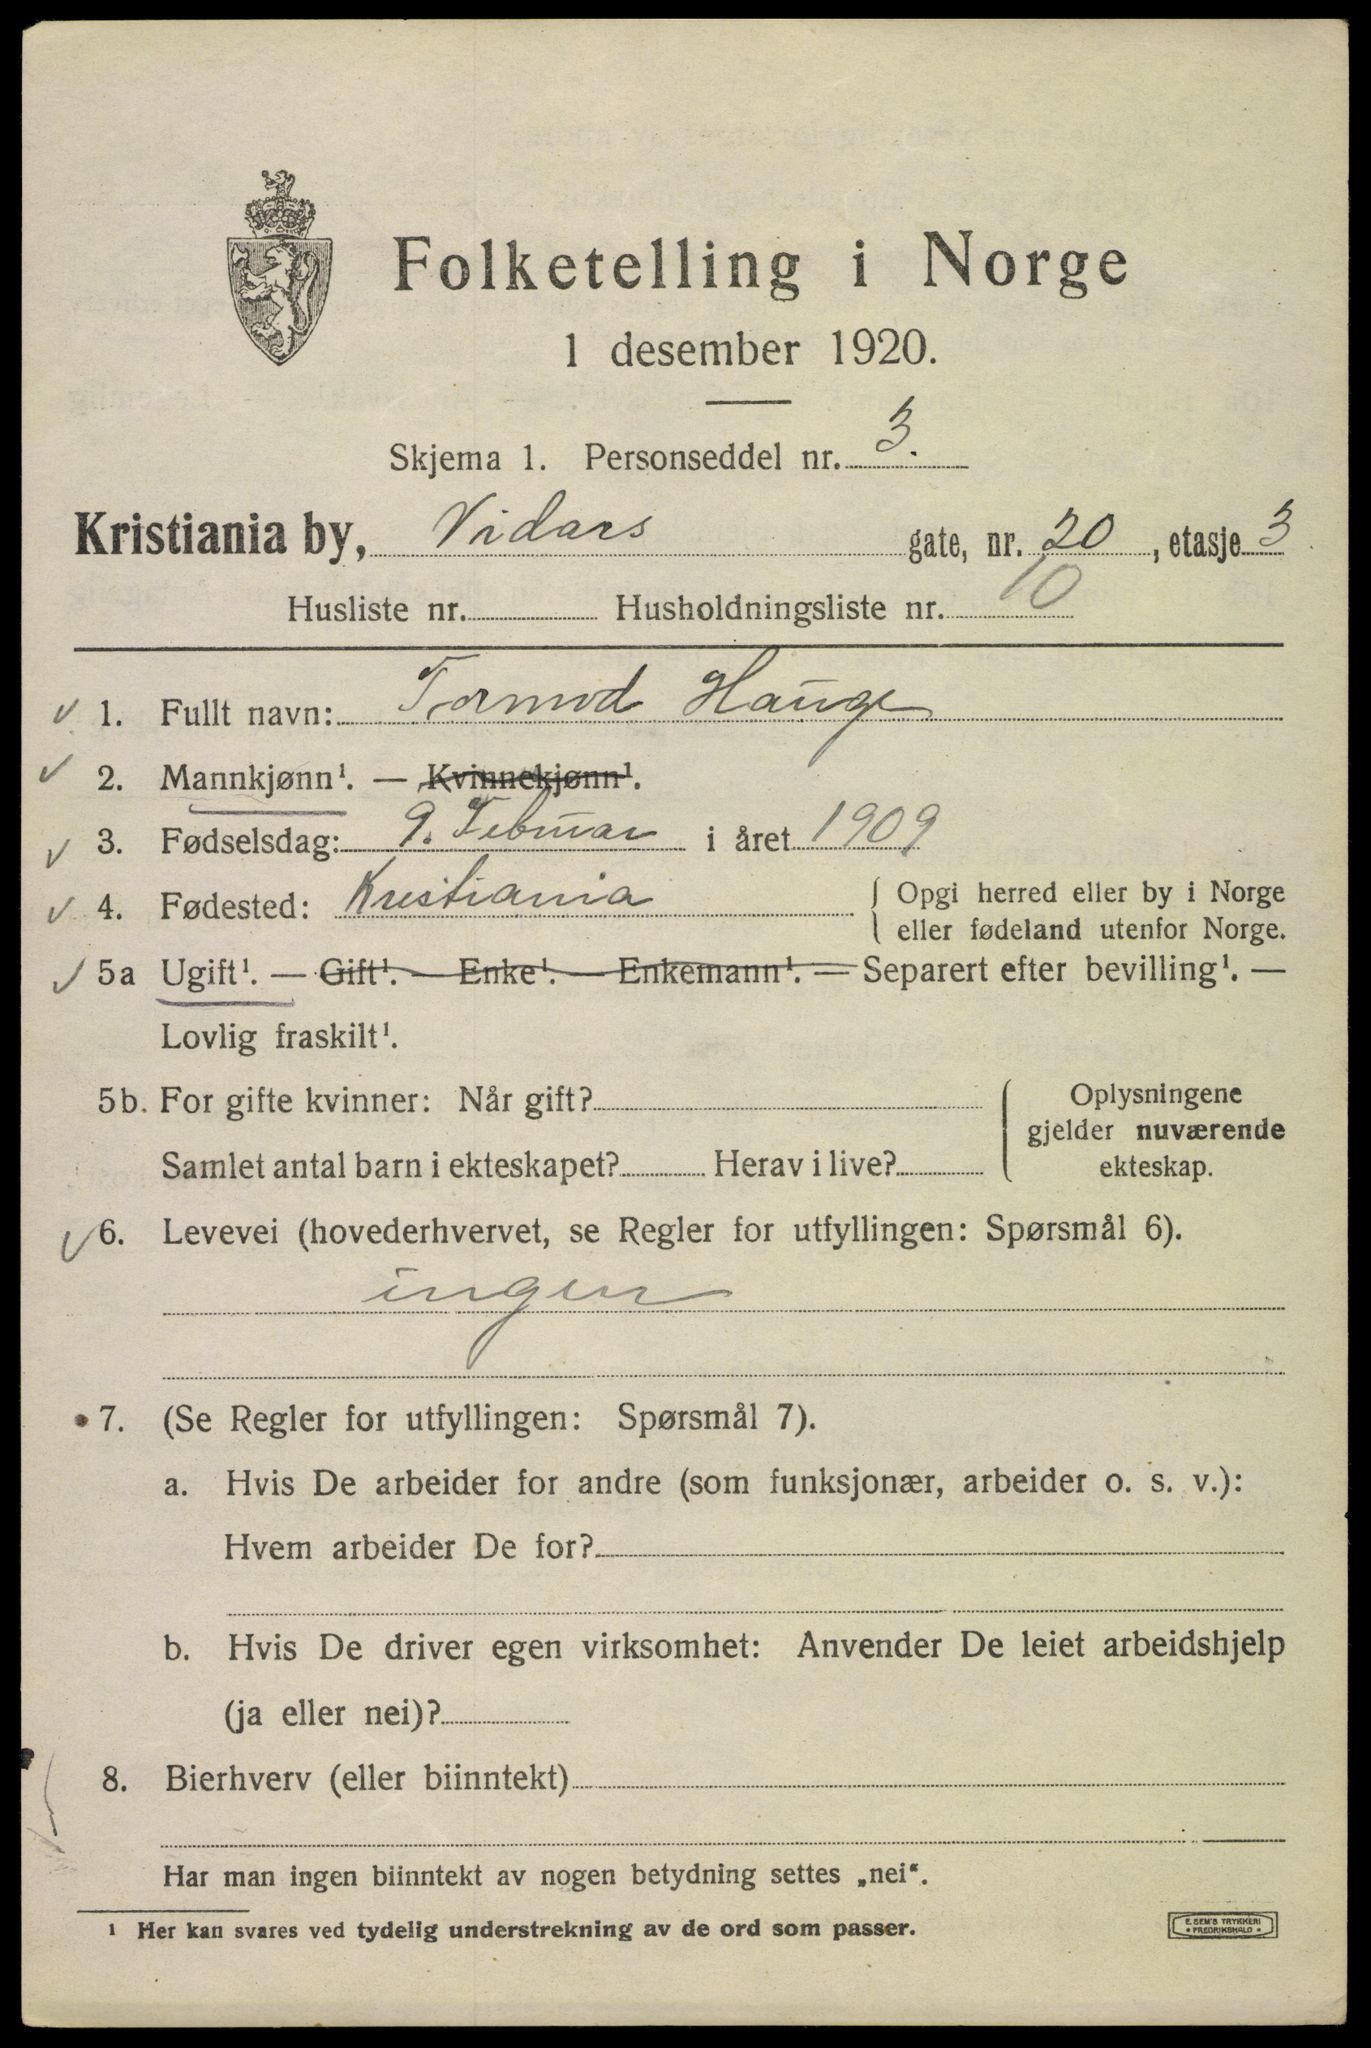 Folketelling i Norge
1 desember 1920.
Skjema 1. Personseddel nr. 3.
Kristiania by, Vidars gate, nr. 20, etasje 3
Husliste nr. Husholdningsliste nr. 10
1. Fullt navn: Tormod Hauge
2. Mannkjønn¹. — Kvinnekjønn¹.
3. Fødselsdag: 9. Februar i året 1909
4. Fødested: Kristiania { Opgi herred eller by i Norge
eller fødeland utenfor Norge.
5a Ugift¹. — Gift¹. — Enke¹. — Enkemann¹. — Separert efter bevilling¹. —
Lovlig fraskilt¹.
5b. For gifte kvinner: Når gift?
Samlet antal barn i ekteskapet? Herav i live?
Oplysningene
gjelder nuværende
ekteskap.
6. Levevei (hovederhvervet, se Regler for utfyllingen: Spørsmål 6).
ingen
7. (Se Regler for utfyllingen: Spørsmål 7).
a. Hvis De arbeider for andre (som funksjonær, arbeider o. s. v.):
Hvem arbeider De for?
b. Hvis De driver egen virksomhet: Anvender De leiet arbeidshjelp
(ja eller nei)?
8. Bierhverv (eller biinntekt)
Har man ingen biinntekt av nogen betydning settes „nei“.
¹ Her kan svares ved tydelig understrekning av de ord som passer.
E. SEM'S TRYKKERI
• FREDRIKSHALD •